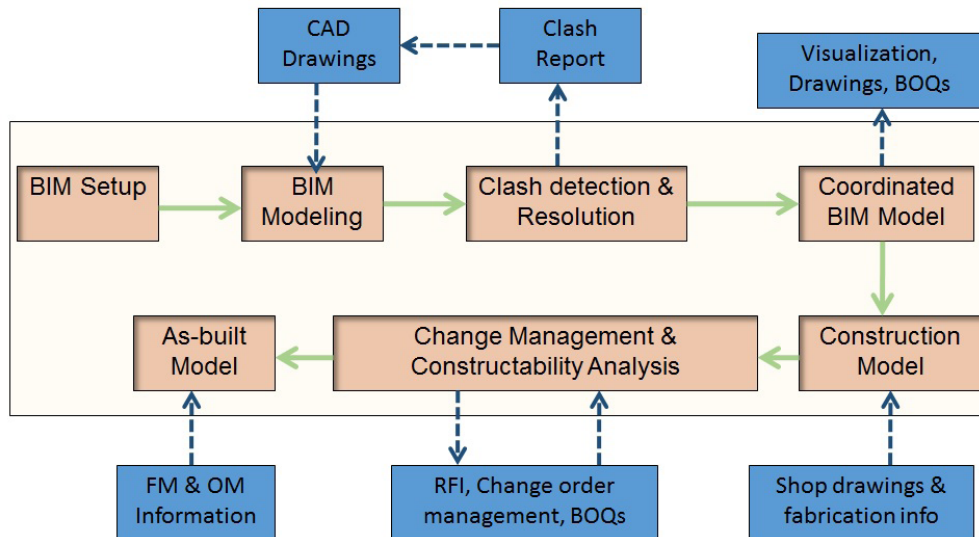 CAD
Drawings
Clash
Report
Visualization,
Drawings, BOQs
BIM Setup
BIM
Modeling
Clash detection &
Resolution
Coordinated
BIM Model
As-built
Model
Change Management &
Constructability Analysis
Construction
Model
FM & OM
Information
RFI, Change order
management, BOQs
Shop drawings &
fabrication info